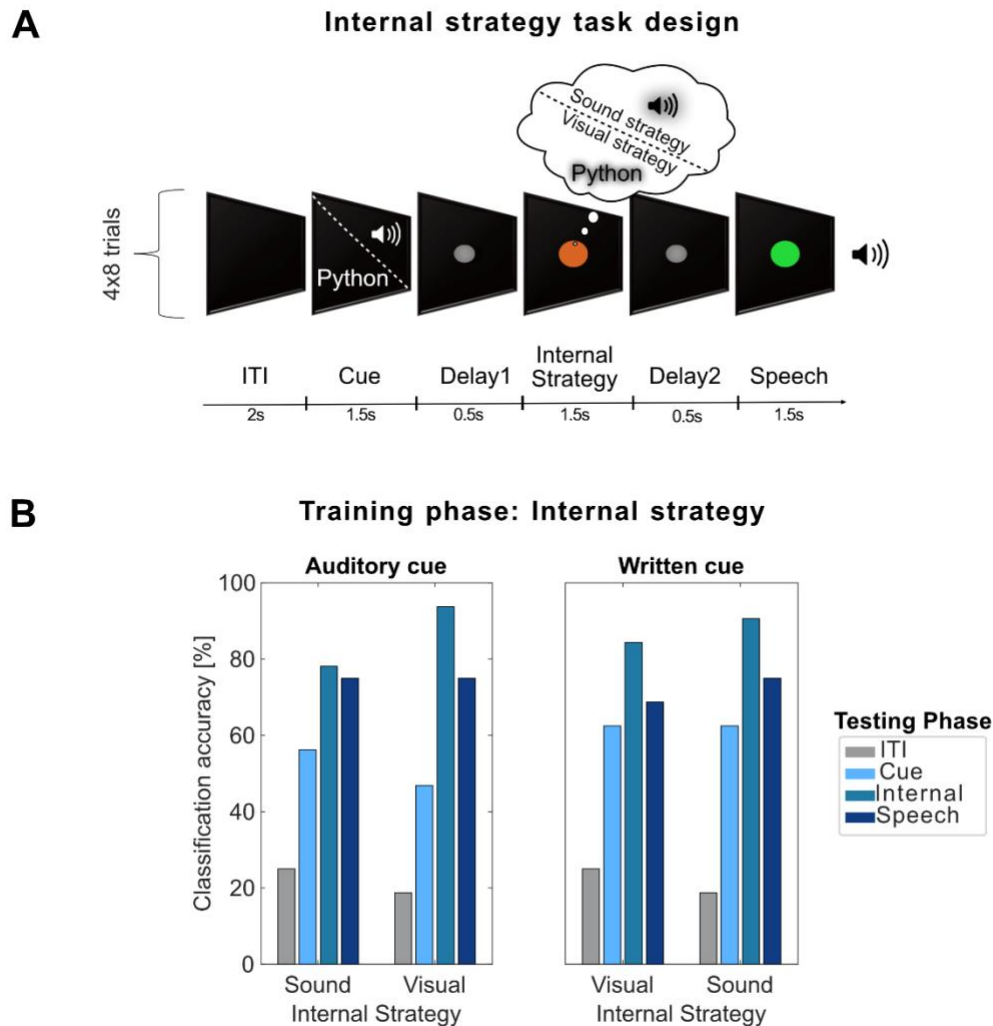 A
Internal strategy task design
Sound strategy
Visual strategy
Python
4x8 trials
Python
ITI
Cue
Delay1
Internal
Strategy
Delay2
Speech
2s
1.5s
0.5s
1.5s
0.5s
1.5s
B
Training phase: Internal strategy
Auditory cue
Written cue
Classification accuracy [%]
100
80
60
40
20
0
Sound
Visual
Internal Strategy
Visual
Sound
Internal Strategy
Testing Phase
ITI
Cue
Internal
Speech